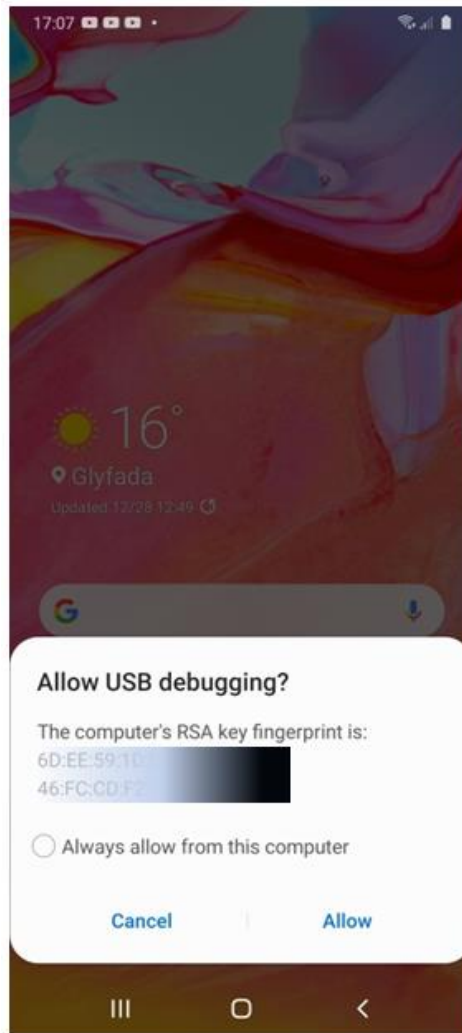 17:07
16°
Glyfada
Updated 12/28 12:49
Allow USB debugging?
The computer's RSA key fingerprint is:
6D:EE:59:1D:
46:FC:CD:F2
Always allow from this computer
Cancel
Allow